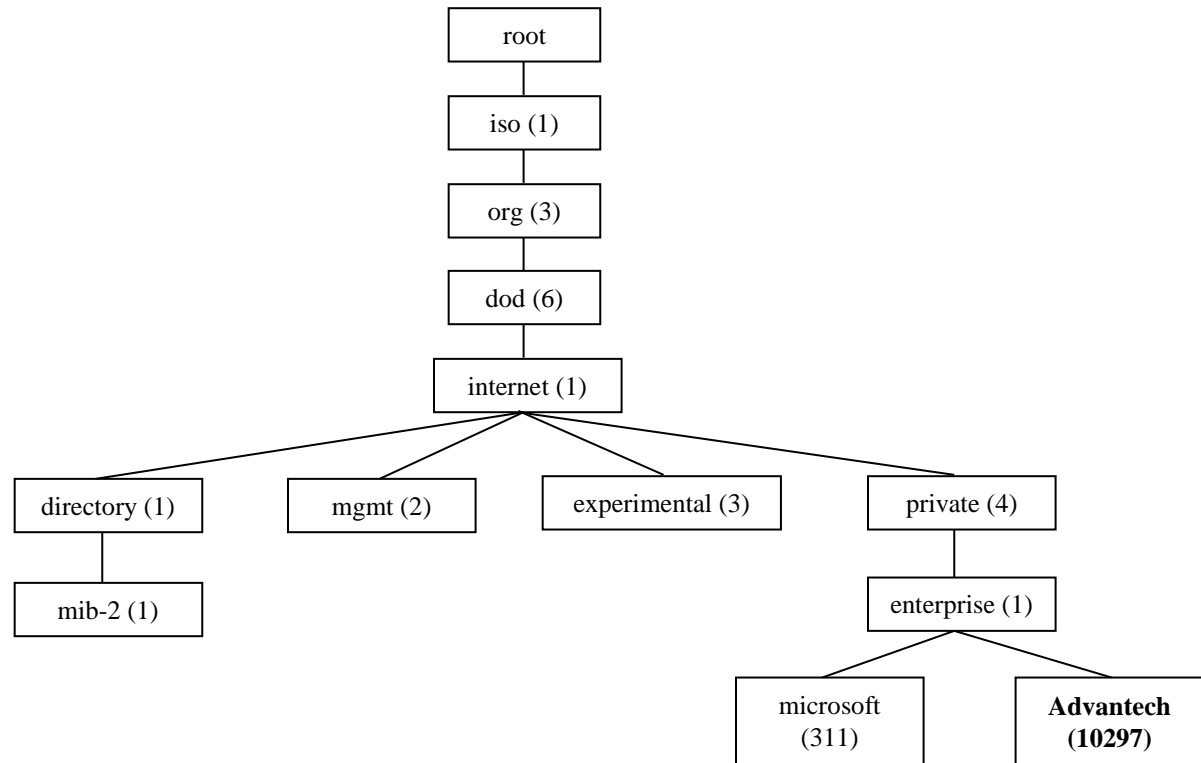 root
iso (1)
org (3)
dod (6)
internet (1)
directory (1)
mgmt (2)
experimental (3)
private (4)
mib-2 (1)
enterprise (1)
microsoft
(311)
Advantech
(10297)